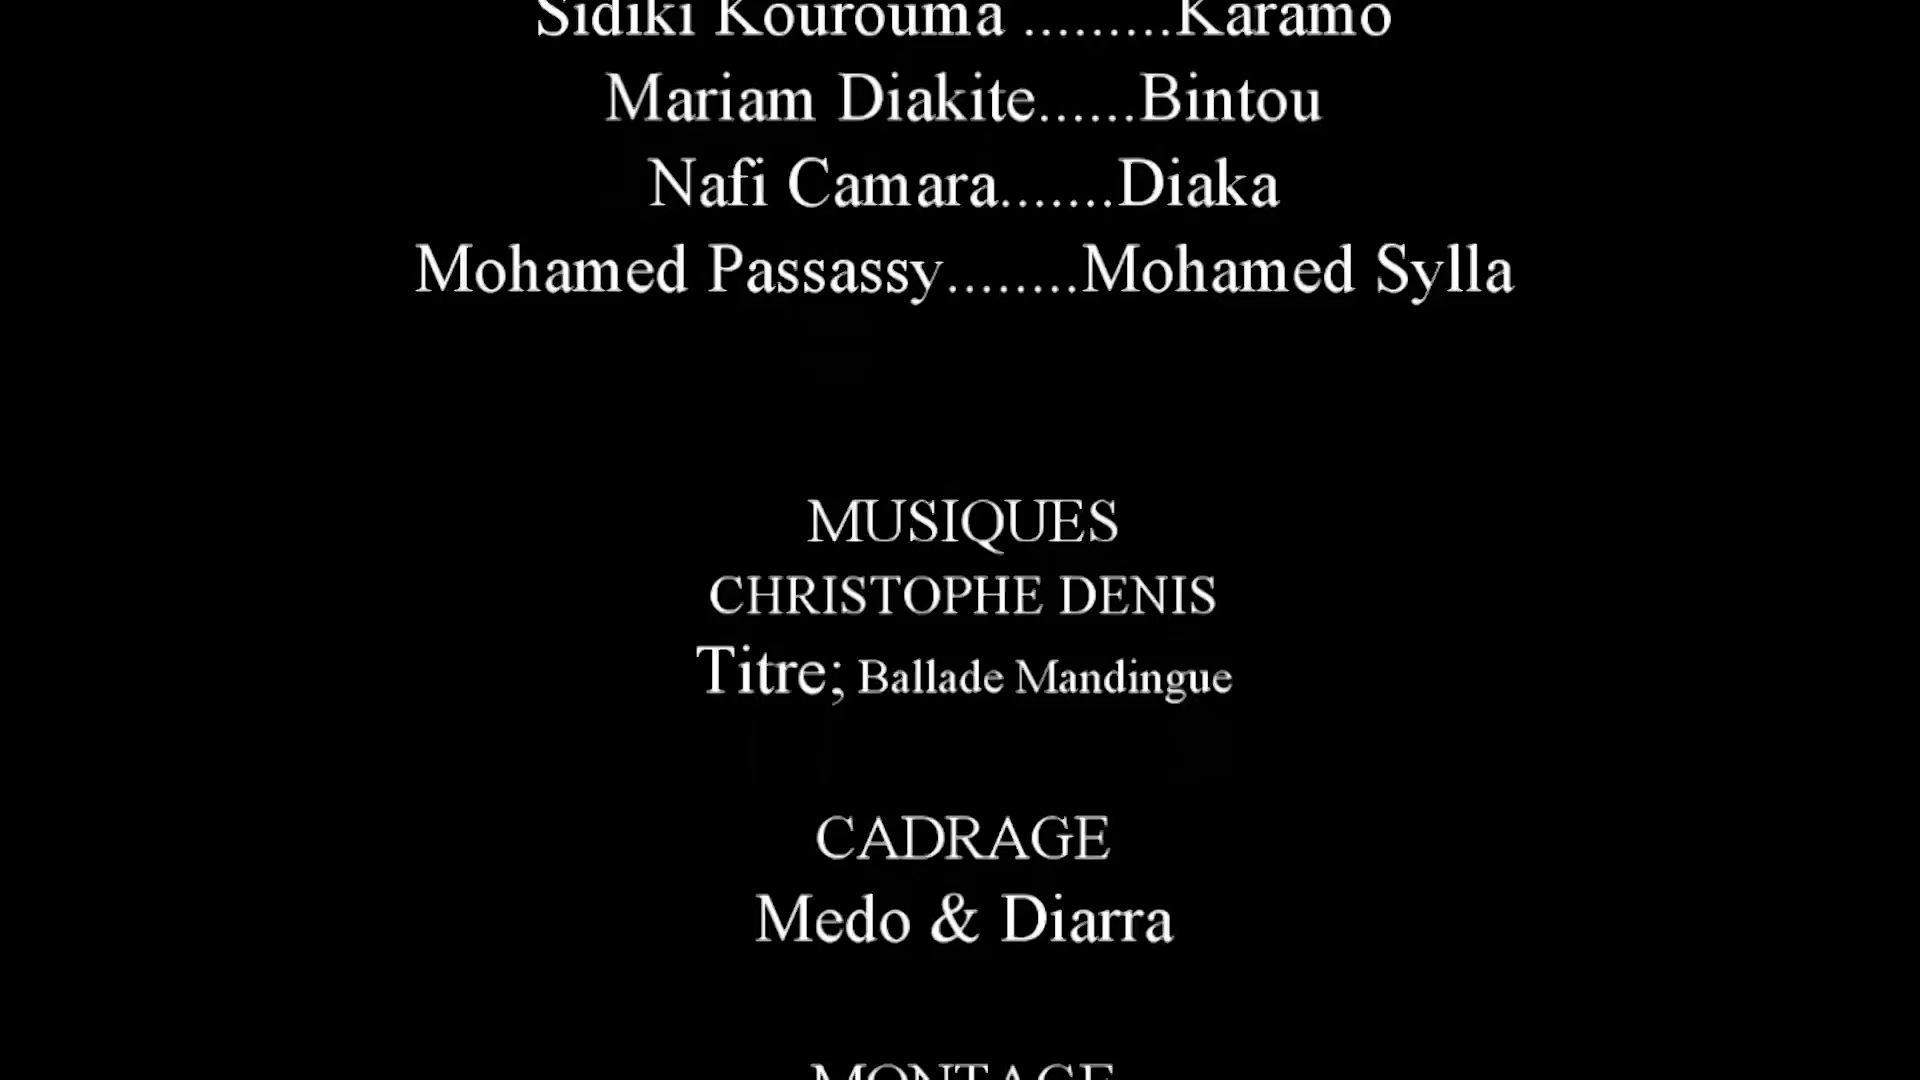 Sidiki Kourouma .........Karamo
Mariam Diakite......Bintou
Nafi Camara.......Diaka
Mohamed Passassy........Mohamed Sylla
MUSIQUES
CHRISTOPHE DENIS
Titre; Ballade Mandingue
CADRAGE
Medo & Diarra
MONTAGE